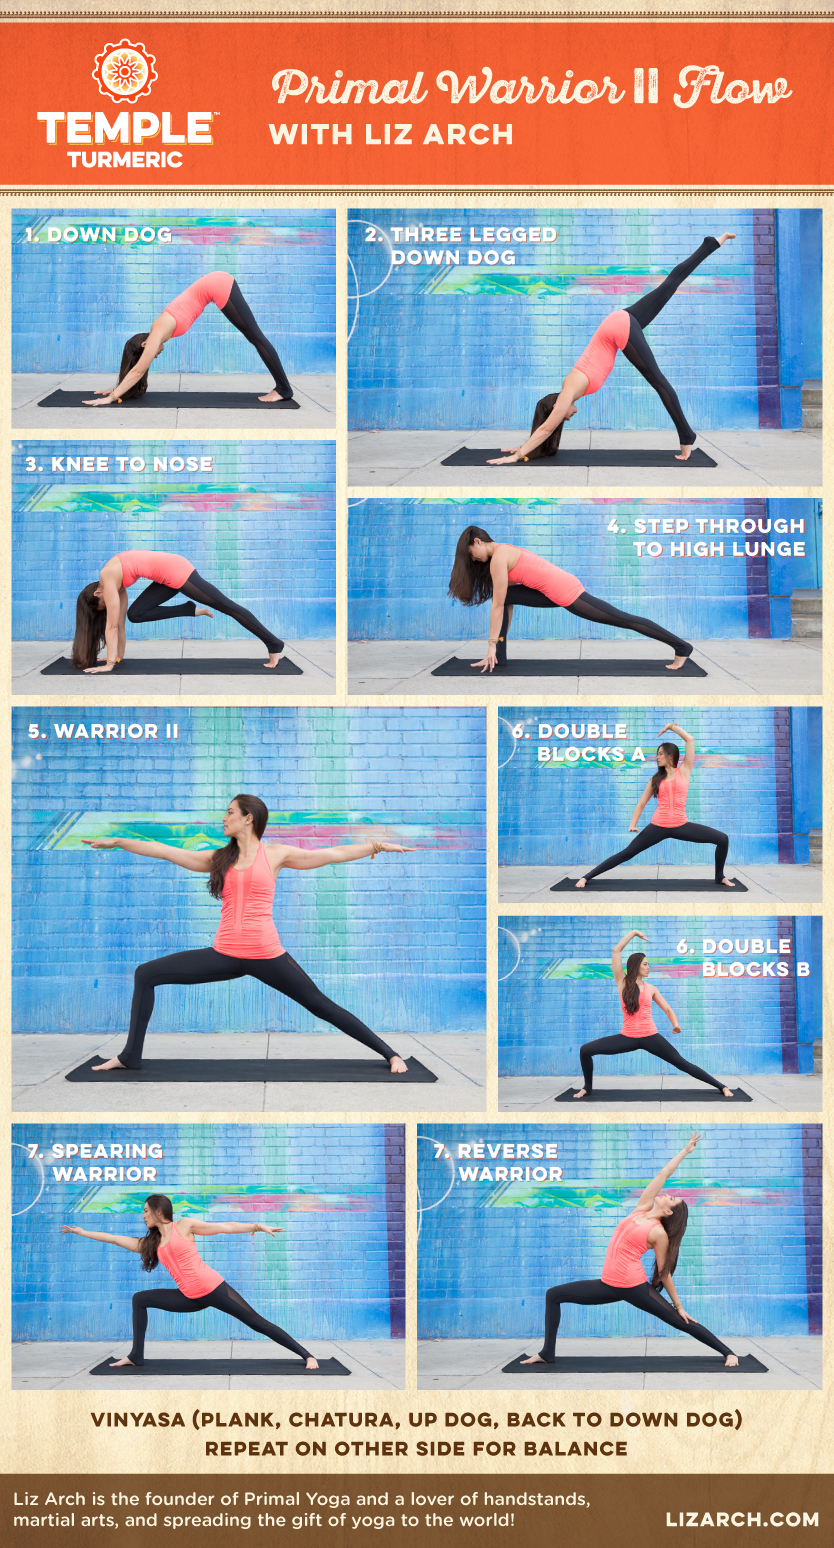 TEMPLE™
TURMERIC
Primal Warrior II Flow
WITH LIZ ARCH
1. DOWN DOG
2. THREE LEGGED
DOWN DOG
3. KNEE TO NOSE
4. STEP THROUGH
TO HIGH LUNGE
5. WARRIOR II
6. DOUBLE
BLOCKS A
6. DOUBLE
BLOCKS B
7. SPEARING
WARRIOR
7. REVERSE
WARRIOR
VINYASA (PLANK, CHATURA, UP DOG, BACK TO DOWN DOG)
REPEAT ON OTHER SIDE FOR BALANCE
Liz Arch is the founder of Primal Yoga and a lover of handstands,
martial arts, and spreading the gift of yoga to the world!
LIZARCH.COM